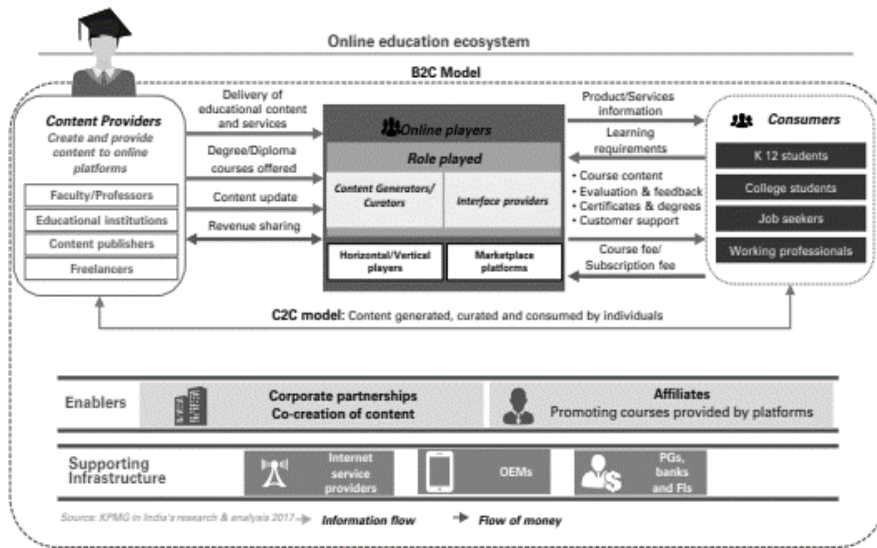 Online education ecosystem
B2C Model
Content Providers
Create and provide
content to online
platforms
Faculty/Professors
Educational institutions
Content publishers
Freelancers
Delivery of
educational content
and services
Degree/Diploma
courses offered
Content update
Revenue sharing
Online players
Role played
Content Generators/
Curators
Interface providers
Horizontal/Vertical
players
Marketplace
platforms
Product/Services
information
Learning
requirements
• Course content
• Evaluation & feedback
• Certificates & degrees
• Customer support
Course fee/
Subscription fee
Consumers
K 12 students
College students
Job seekers
Working professionals
C2C model: Content generated, curated and consumed by individuals
Enablers
Corporate partnerships
Co-creation of content
Affiliates
Promoting courses provided by platforms
Supporting
Infrastructure
Internet
service
providers
OEMs
PGs,
banks
and FIs
Source: KPMG in India's research & analysis 2017
Information flow
Flow of money